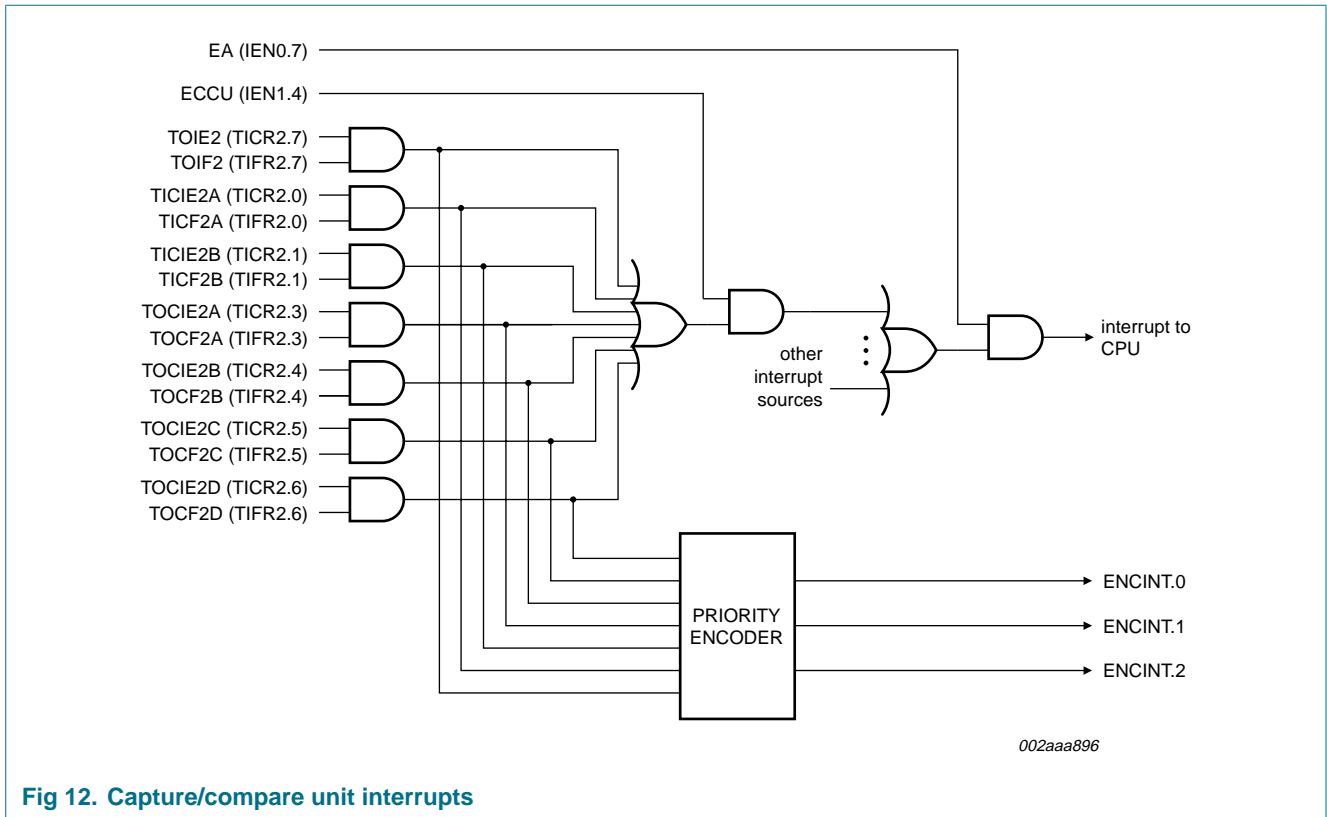 EA (IEN0.7)
ECCU (IEN1.4)
TOIE2 (TICR2.7)
TOIF2 (TIFR2.7)
TICIE2A (TICR2.0)
TICF2A (TIFR2.0)
TICIE2B (TICR2.1)
TICF2B (TIFR2.1)
TOCIE2A (TICR2.3)
TOCF2A (TIFR2.3)
TOCIE2B (TICR2.4)
TOCF2B (TIFR2.4)
TOCIE2C (TICR2.5)
TOCF2C (TIFR2.5)
TOCIE2D (TICR2.6)
TOCF2D (TIFR2.6)
other
interrupt
sources
interrupt to
CPU
PRIORITY
ENCODER
ENCINT.0
ENCINT.1
ENCINT.2
002aaa896
Fig 12. Capture/compare unit interrupts